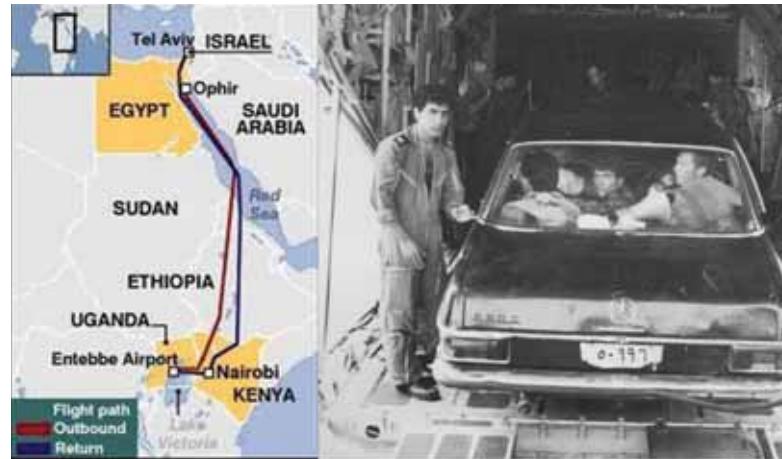 Tel Aviv
ISRAEL
Ophir
EGYPT
SAUDI
ARABIA
Red
Sea
SUDAN
ETHIOPIA
UGANDA
Entebbe Airport
Nairobi
KENYA
Lake
Victoria
Flight path
Outbound
Return